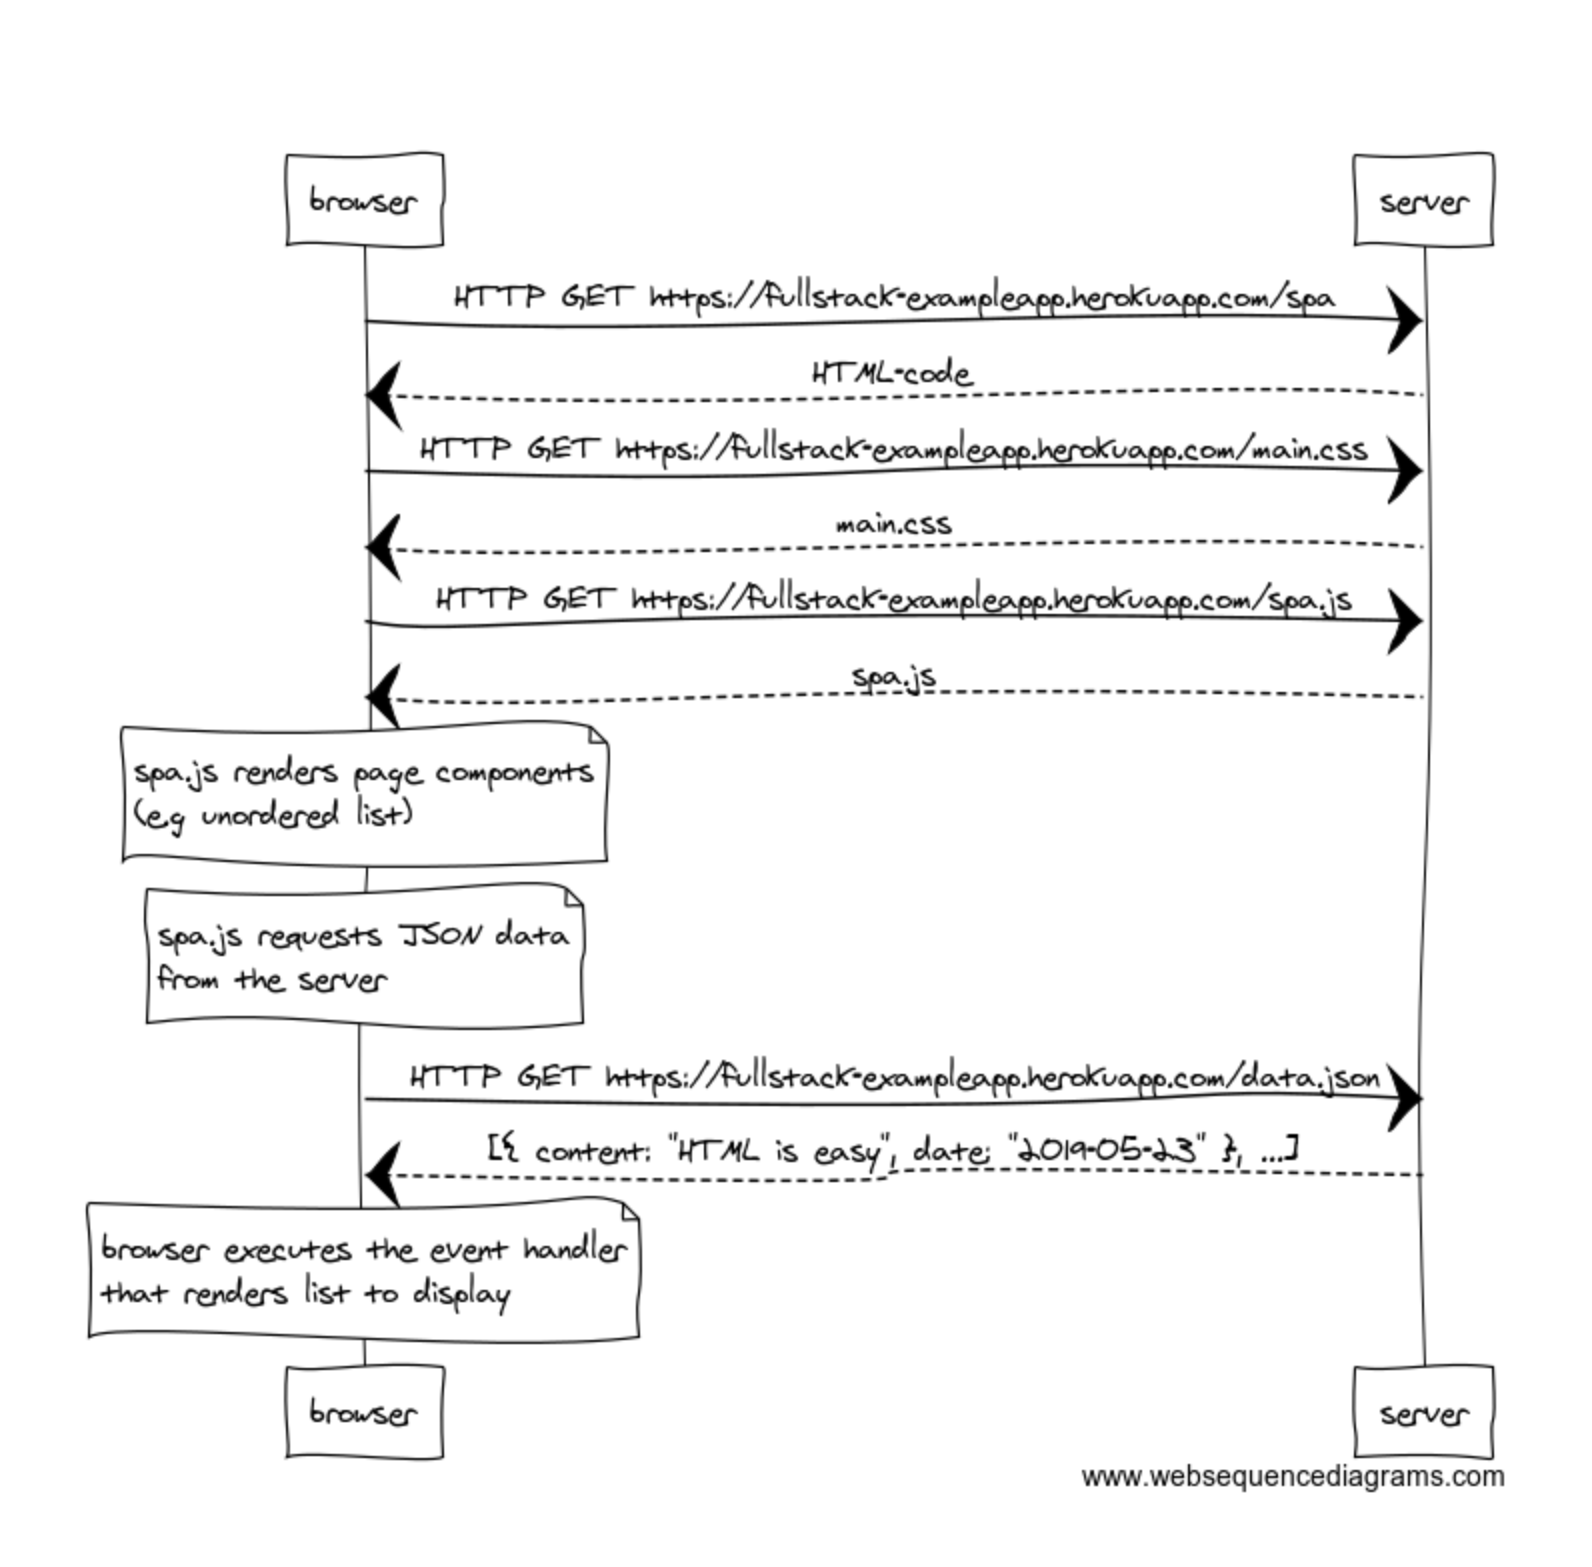 browser
server
HTTP GET https://fullstack-exampleapp.herokuapp.com/spa
HTML-code
HTTP GET https://fullstack-exampleapp.herokuapp.com/main.css
main.css
HTTP GET https://fullstack-exampleapp.herokuapp.com/spa.js
spa.js
spa.js renders page components
(e.g unordered list)
spa.js requests JSON data
from the server
HTTP GET https://fullstack-exampleapp.herokuapp.com/data.json
[{ content: "HTML is easy", date: "2019-05-23" }, ...]
browser executes the event handler
that renders list to display
browser
server
www.websequencediagrams.com